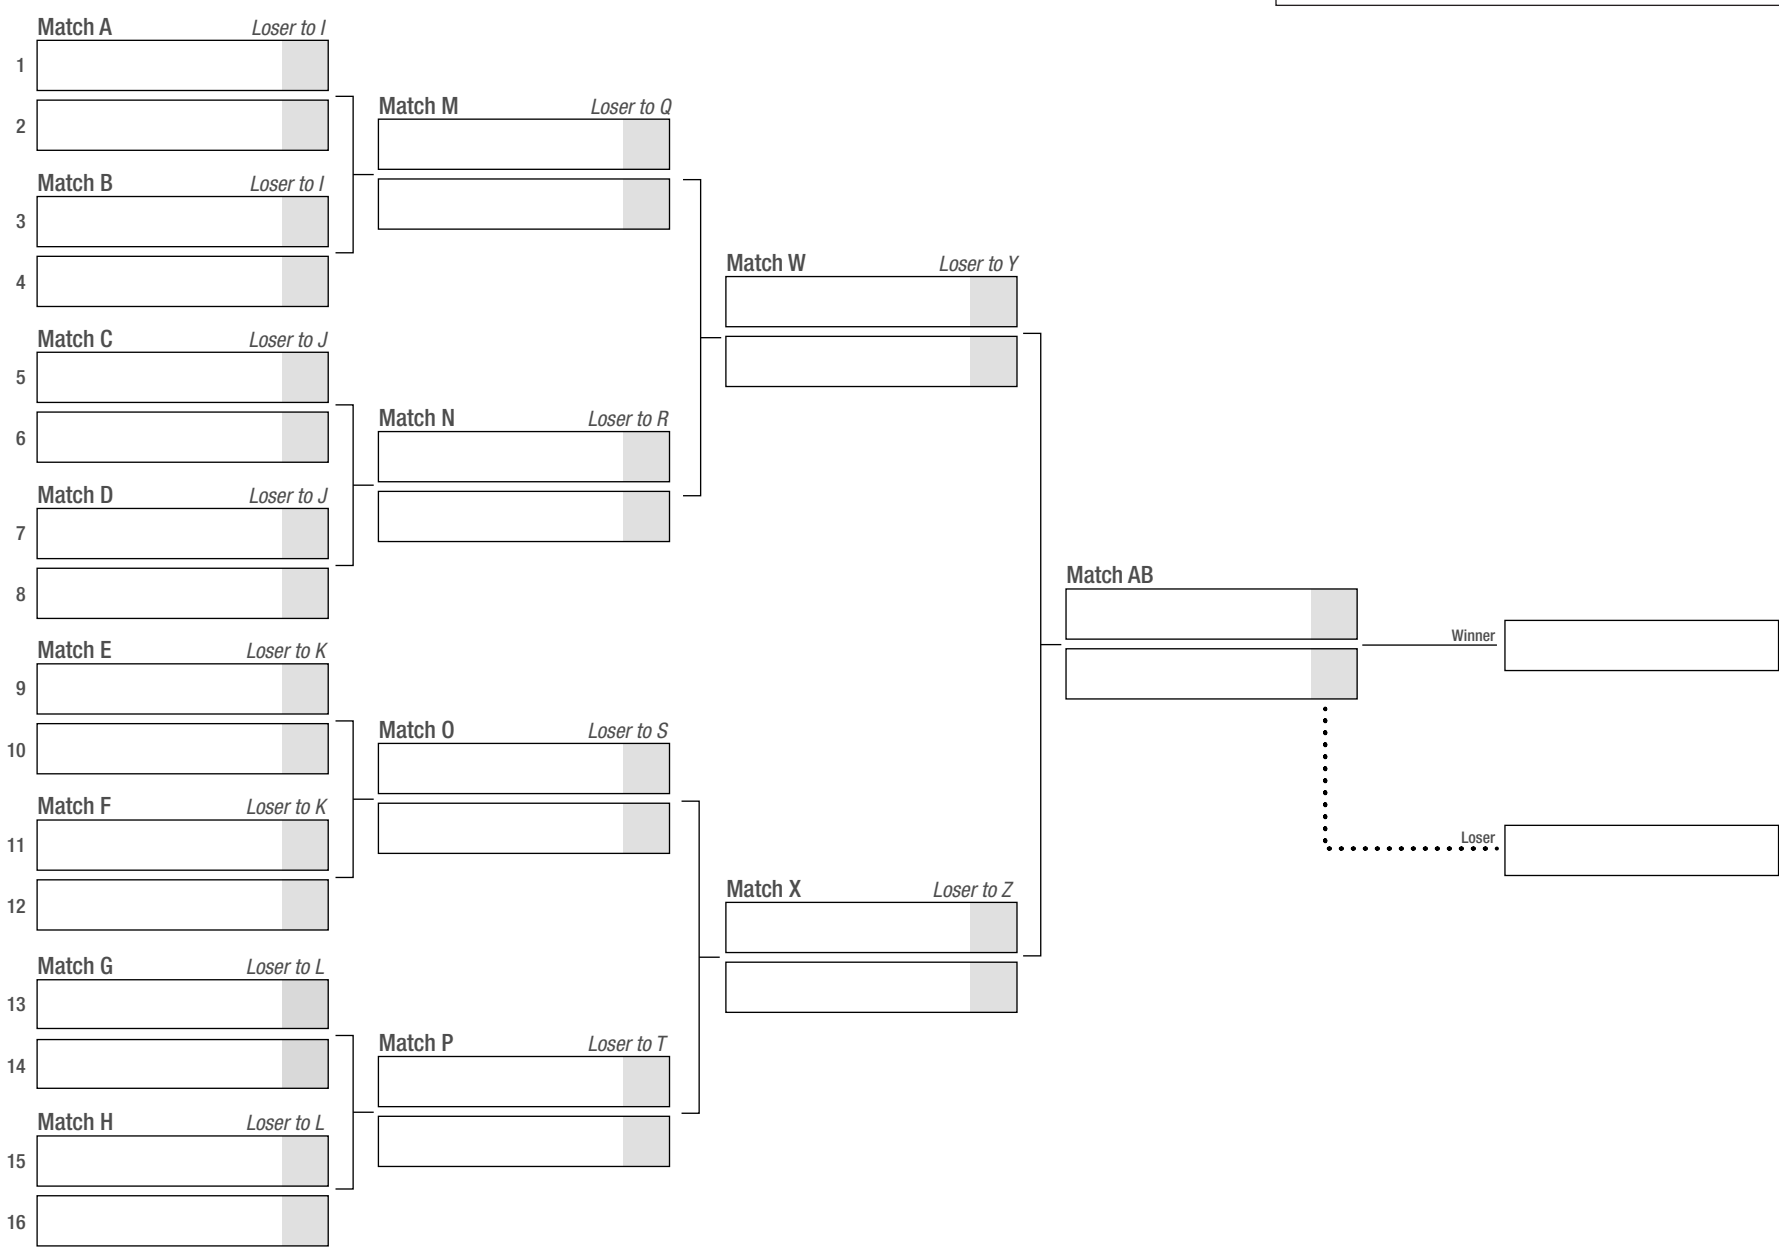 Match A Loser to I
1
2
Match B Loser to I
3
4
Match C Loser to J
5
6
Match D Loser to J
7
8
Match E Loser to K
9
10
Match F Loser to K
11
12
Match G Loser to L
13
14
Match H Loser to L
15
16
Match M Loser to Q
Match N Loser to R
Match O Loser to S
Match P Loser to T
Match W Loser to Y
Match X Loser to Z
Match AB
Winner
Loser